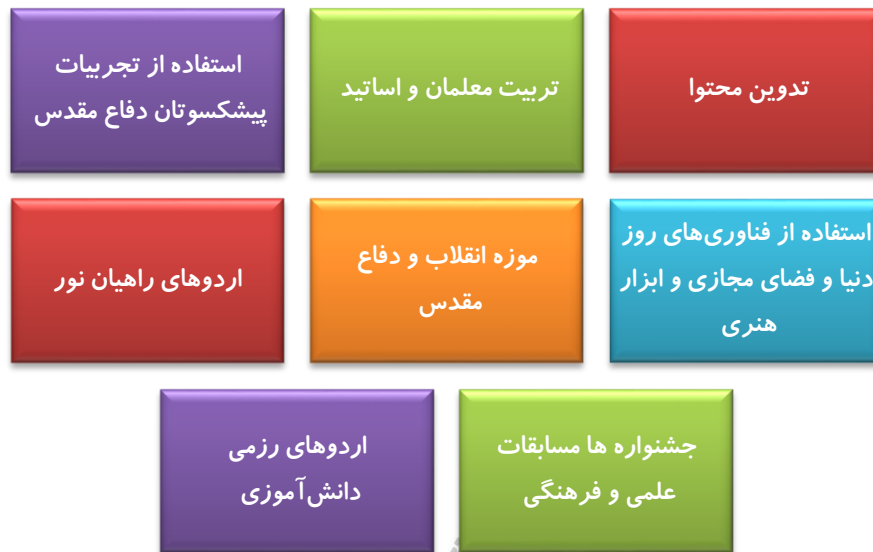 تدوین محتوا
تربیت معلمان و اساتید
استفاده از تجربیات
پیشکسوتان دفاع مقدس
استفاده از فناوری‌های روز
دنیا و فضای مجازی و ابزار
هنری
موزه انقلاب و دفاع
مقدس
اردوهای راهیان نور
جشنواره ها مسابقات
علمی و فرهنگی
اردوهای رزمی
دانش‌آموزی